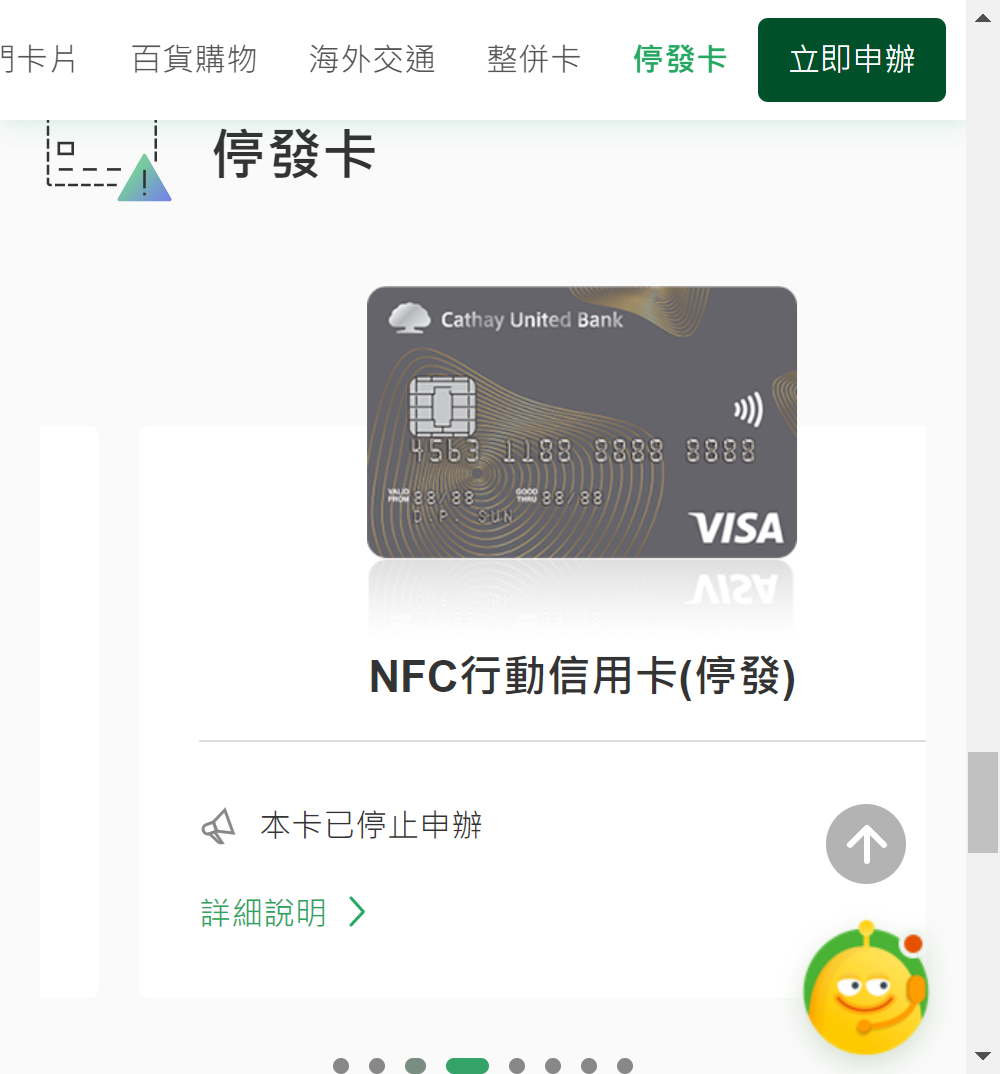 門卡片 百貨購物 海外交通 整併卡 停發卡 立即申辦
停發卡
Cathay United Bank
4563 1188 8888 8888
VALID FROM 88/88 GOOD THRU 88/88
D.P. SUN
VISA
NFC行動信用卡(停發)
本卡已停止申辦
詳細說明